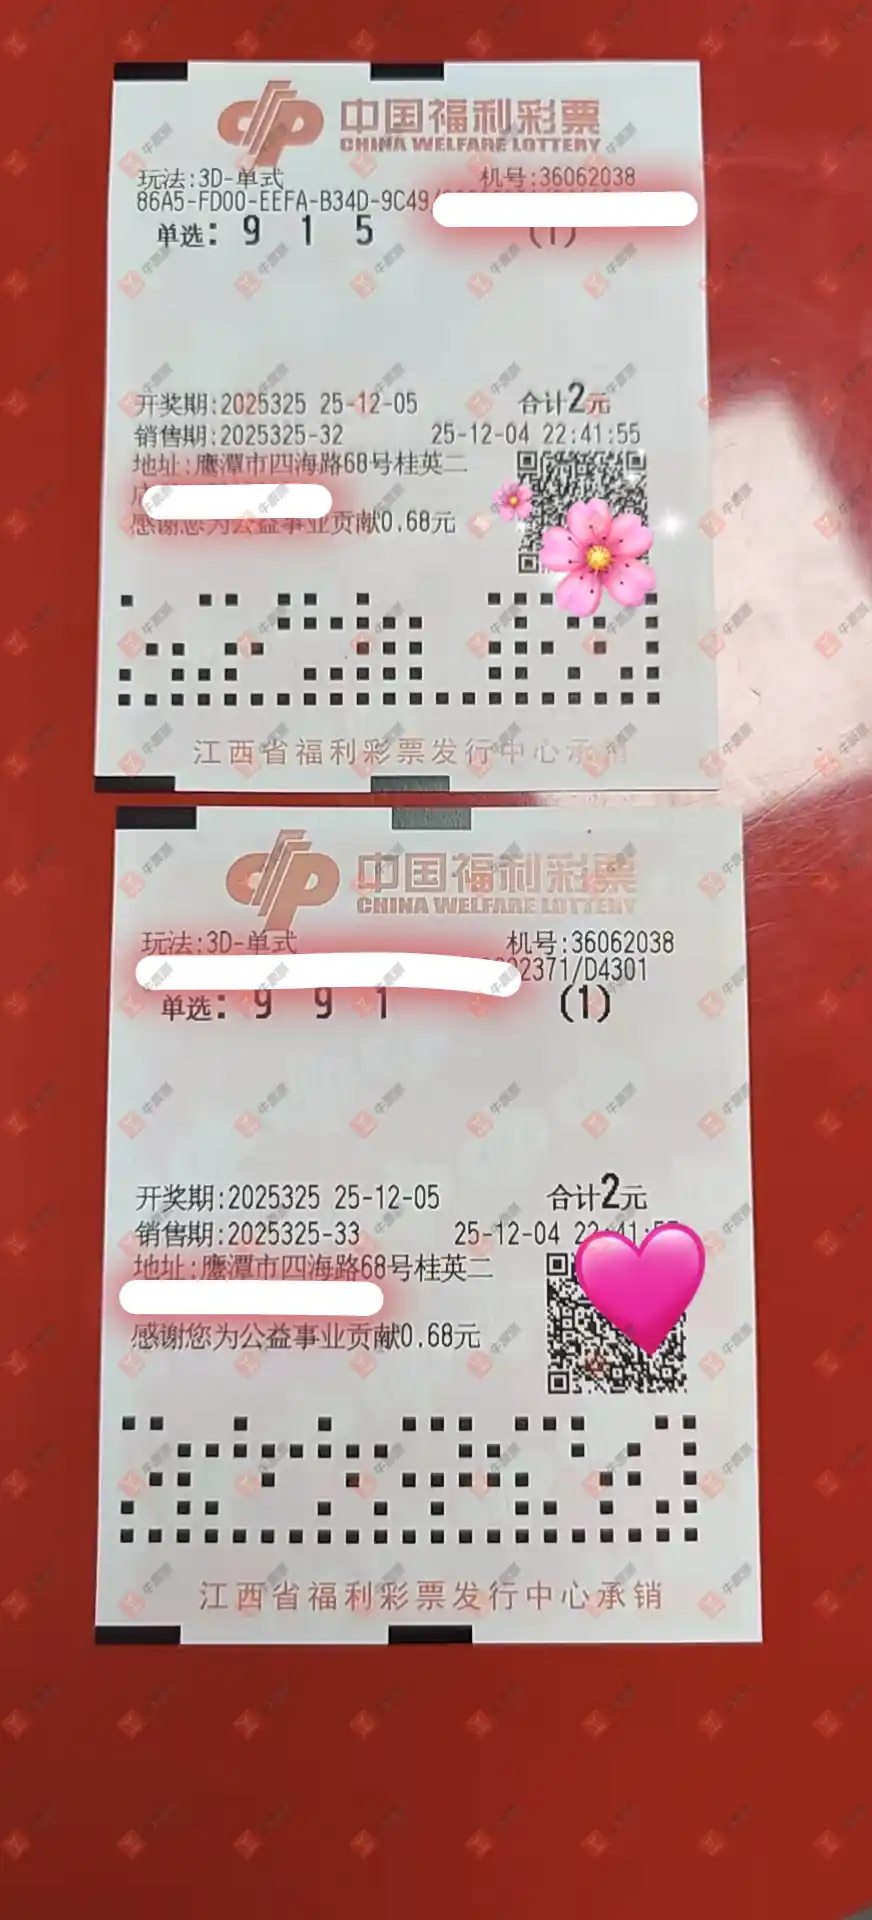 中国福利彩票
CHINA WELFARE LOTTERY
玩法:3D-单式 机号:36062038
86A5-FD00-EEFA-B34D-9C49
单选: 9 1 5 (1)
开奖期:2025325 25-12-05 合计2元
销售期:2025325-32 25-12-04 22:41:55
地址:鹰潭市四海路68号桂英二
感谢您为公益事业贡献0.68元
江西省福利彩票发行中心承销
中国福利彩票
CHINA WELFARE LOTTERY
玩法:3D-单式 机号:36062038
2371/D4301
单选: 9 9 1 (1)
开奖期:2025325 25-12-05 合计2元
销售期:2025325-33 25-12-04
地址:鹰潭市四海路68号桂英二
感谢您为公益事业贡献0.68元
江西省福利彩票发行中心承销